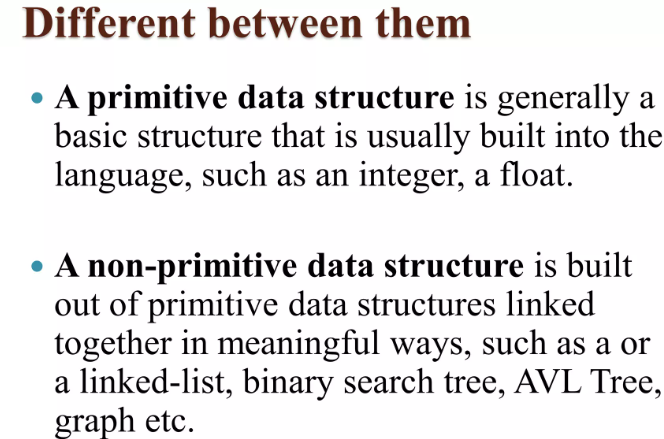 Different between them
• A primitive data structure is generally a
basic structure that is usually built into the
language, such as an integer, a float.
• A non-primitive data structure is built
out of primitive data structures linked
together in meaningful ways, such as a or
a linked-list, binary search tree, AVL Tree,
graph etc.